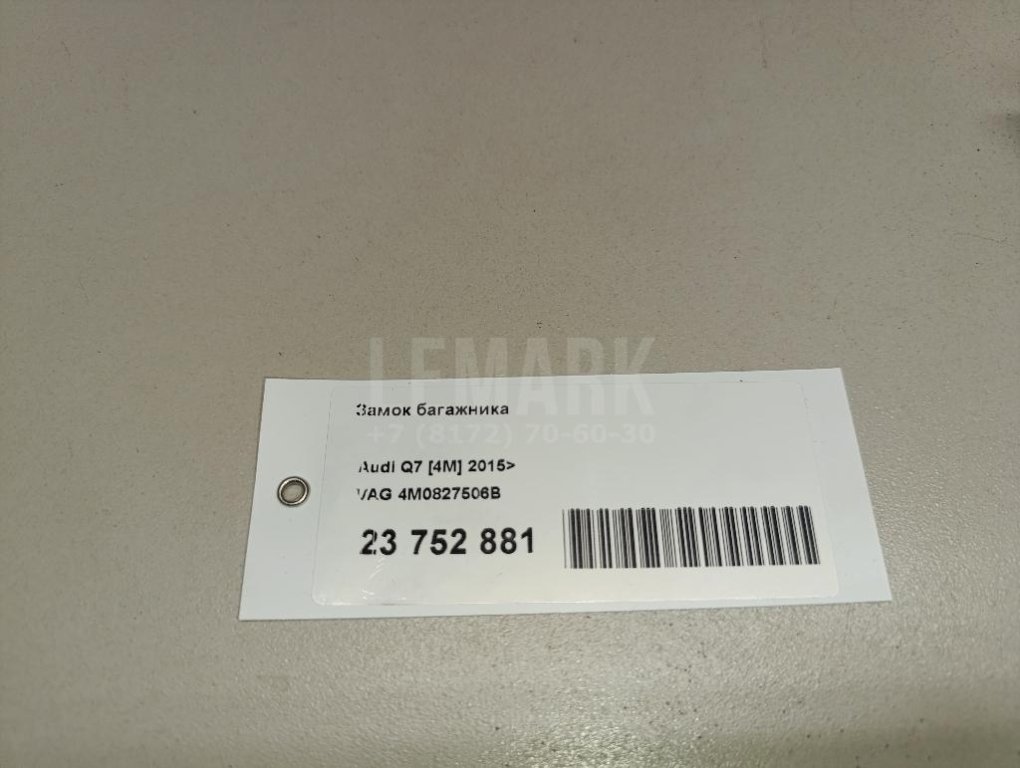 LEMARK
Замок багажника
+7 (8172) 70-60-30
Audi Q7 [4M] 2015>
VAG 4M0827506B
23 752 881